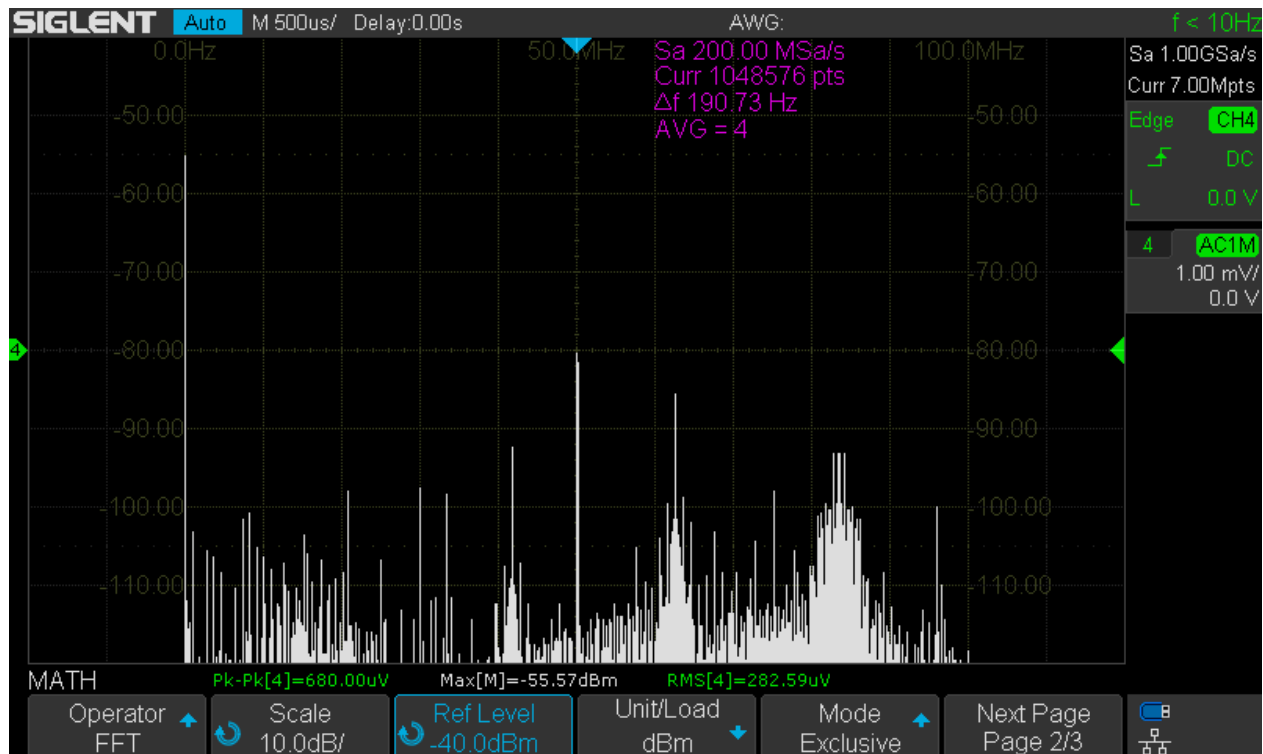 SIGLENT Auto M 500us/ Delay:0.00s AWG: f < 10Hz
0.0Hz 50.0MHz 100.0MHz
Sa 200.00 MSa/s
Curr 1048576 pts
Δf 190.73 Hz
AVG = 4
Sa 1.00GSa/s
Curr 7.00Mpts
Edge CH4
DC
L 0.0 V
4 AC1M
1.00 mV/
0.0 V
-50.00 -50.00
-60.00 -60.00
-70.00 -70.00
4
-80.00 -80.00
-90.00 -90.00
-100.00 -100.00
-110.00 -110.00
MATH Pk-Pk[4]=680.00uV Max[M]=-55.57dBm RMS[4]=282.59uV
Operator Scale Ref Level Unit/Load Mode Next Page
FFT 10.0dB/ -40.0dBm dBm Exclusive Page 2/3